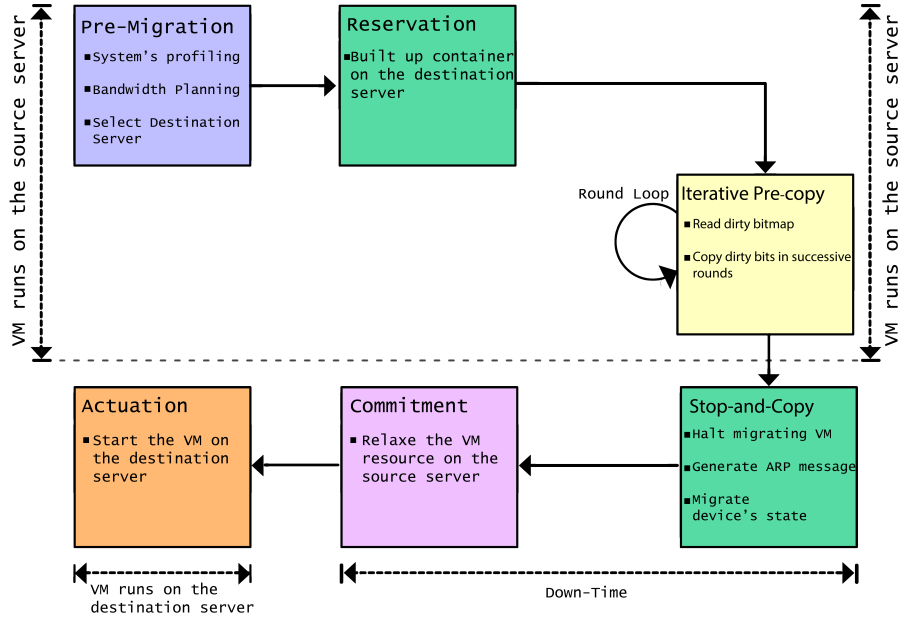 VM runs on the source server
Pre-Migration
▪System's profiling
▪Bandwidth Planning
▪Select Destination
Server
Reservation
▪Built up container
on the destination
server
VM runs on the source server
Round Loop
Iterative Pre-copy
▪Read dirty bitmap
▪Copy dirty bits in successive
rounds
Actuation
▪Start the VM on
the destination
server
Commitment
▪Relaxe the VM
resource on the
source server
Stop-and-Copy
▪Halt migrating VM
▪Generate ARP message
▪Migrate
device's state
VM runs on the
destination server
Down-Time